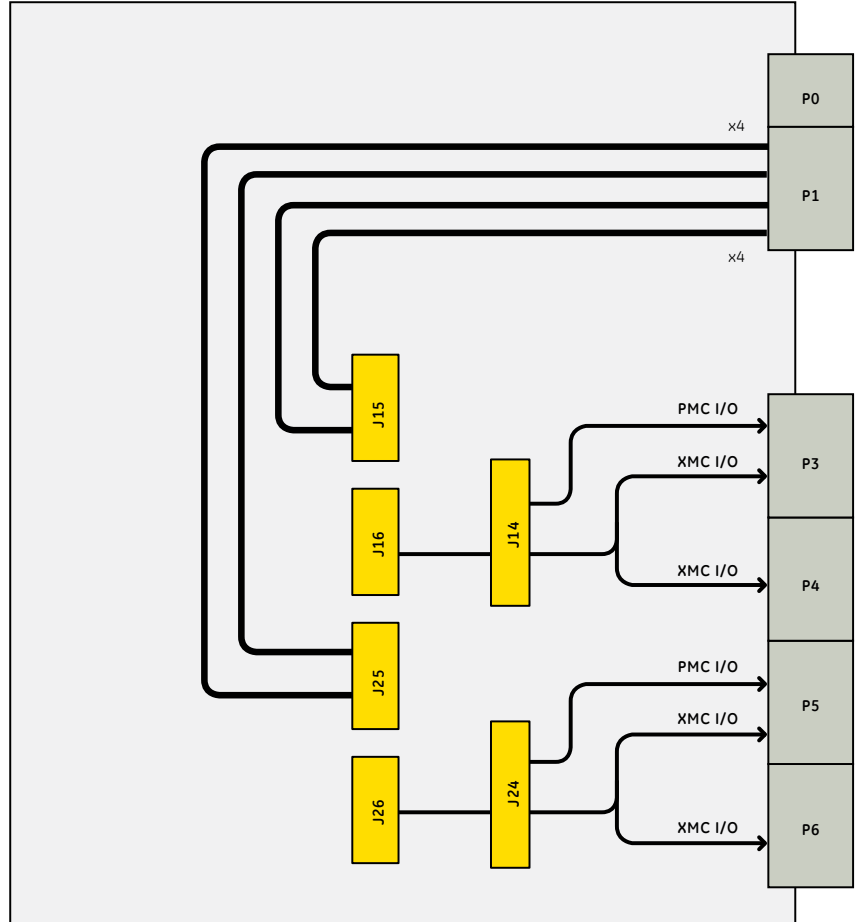 P0
x4
P1
x4
J15
PMC I/O
XMC I/O
P3
J16
J14
XMC I/O
P4
J25
PMC I/O
P5
XMC I/O
J26
J24
XMC I/O
P6